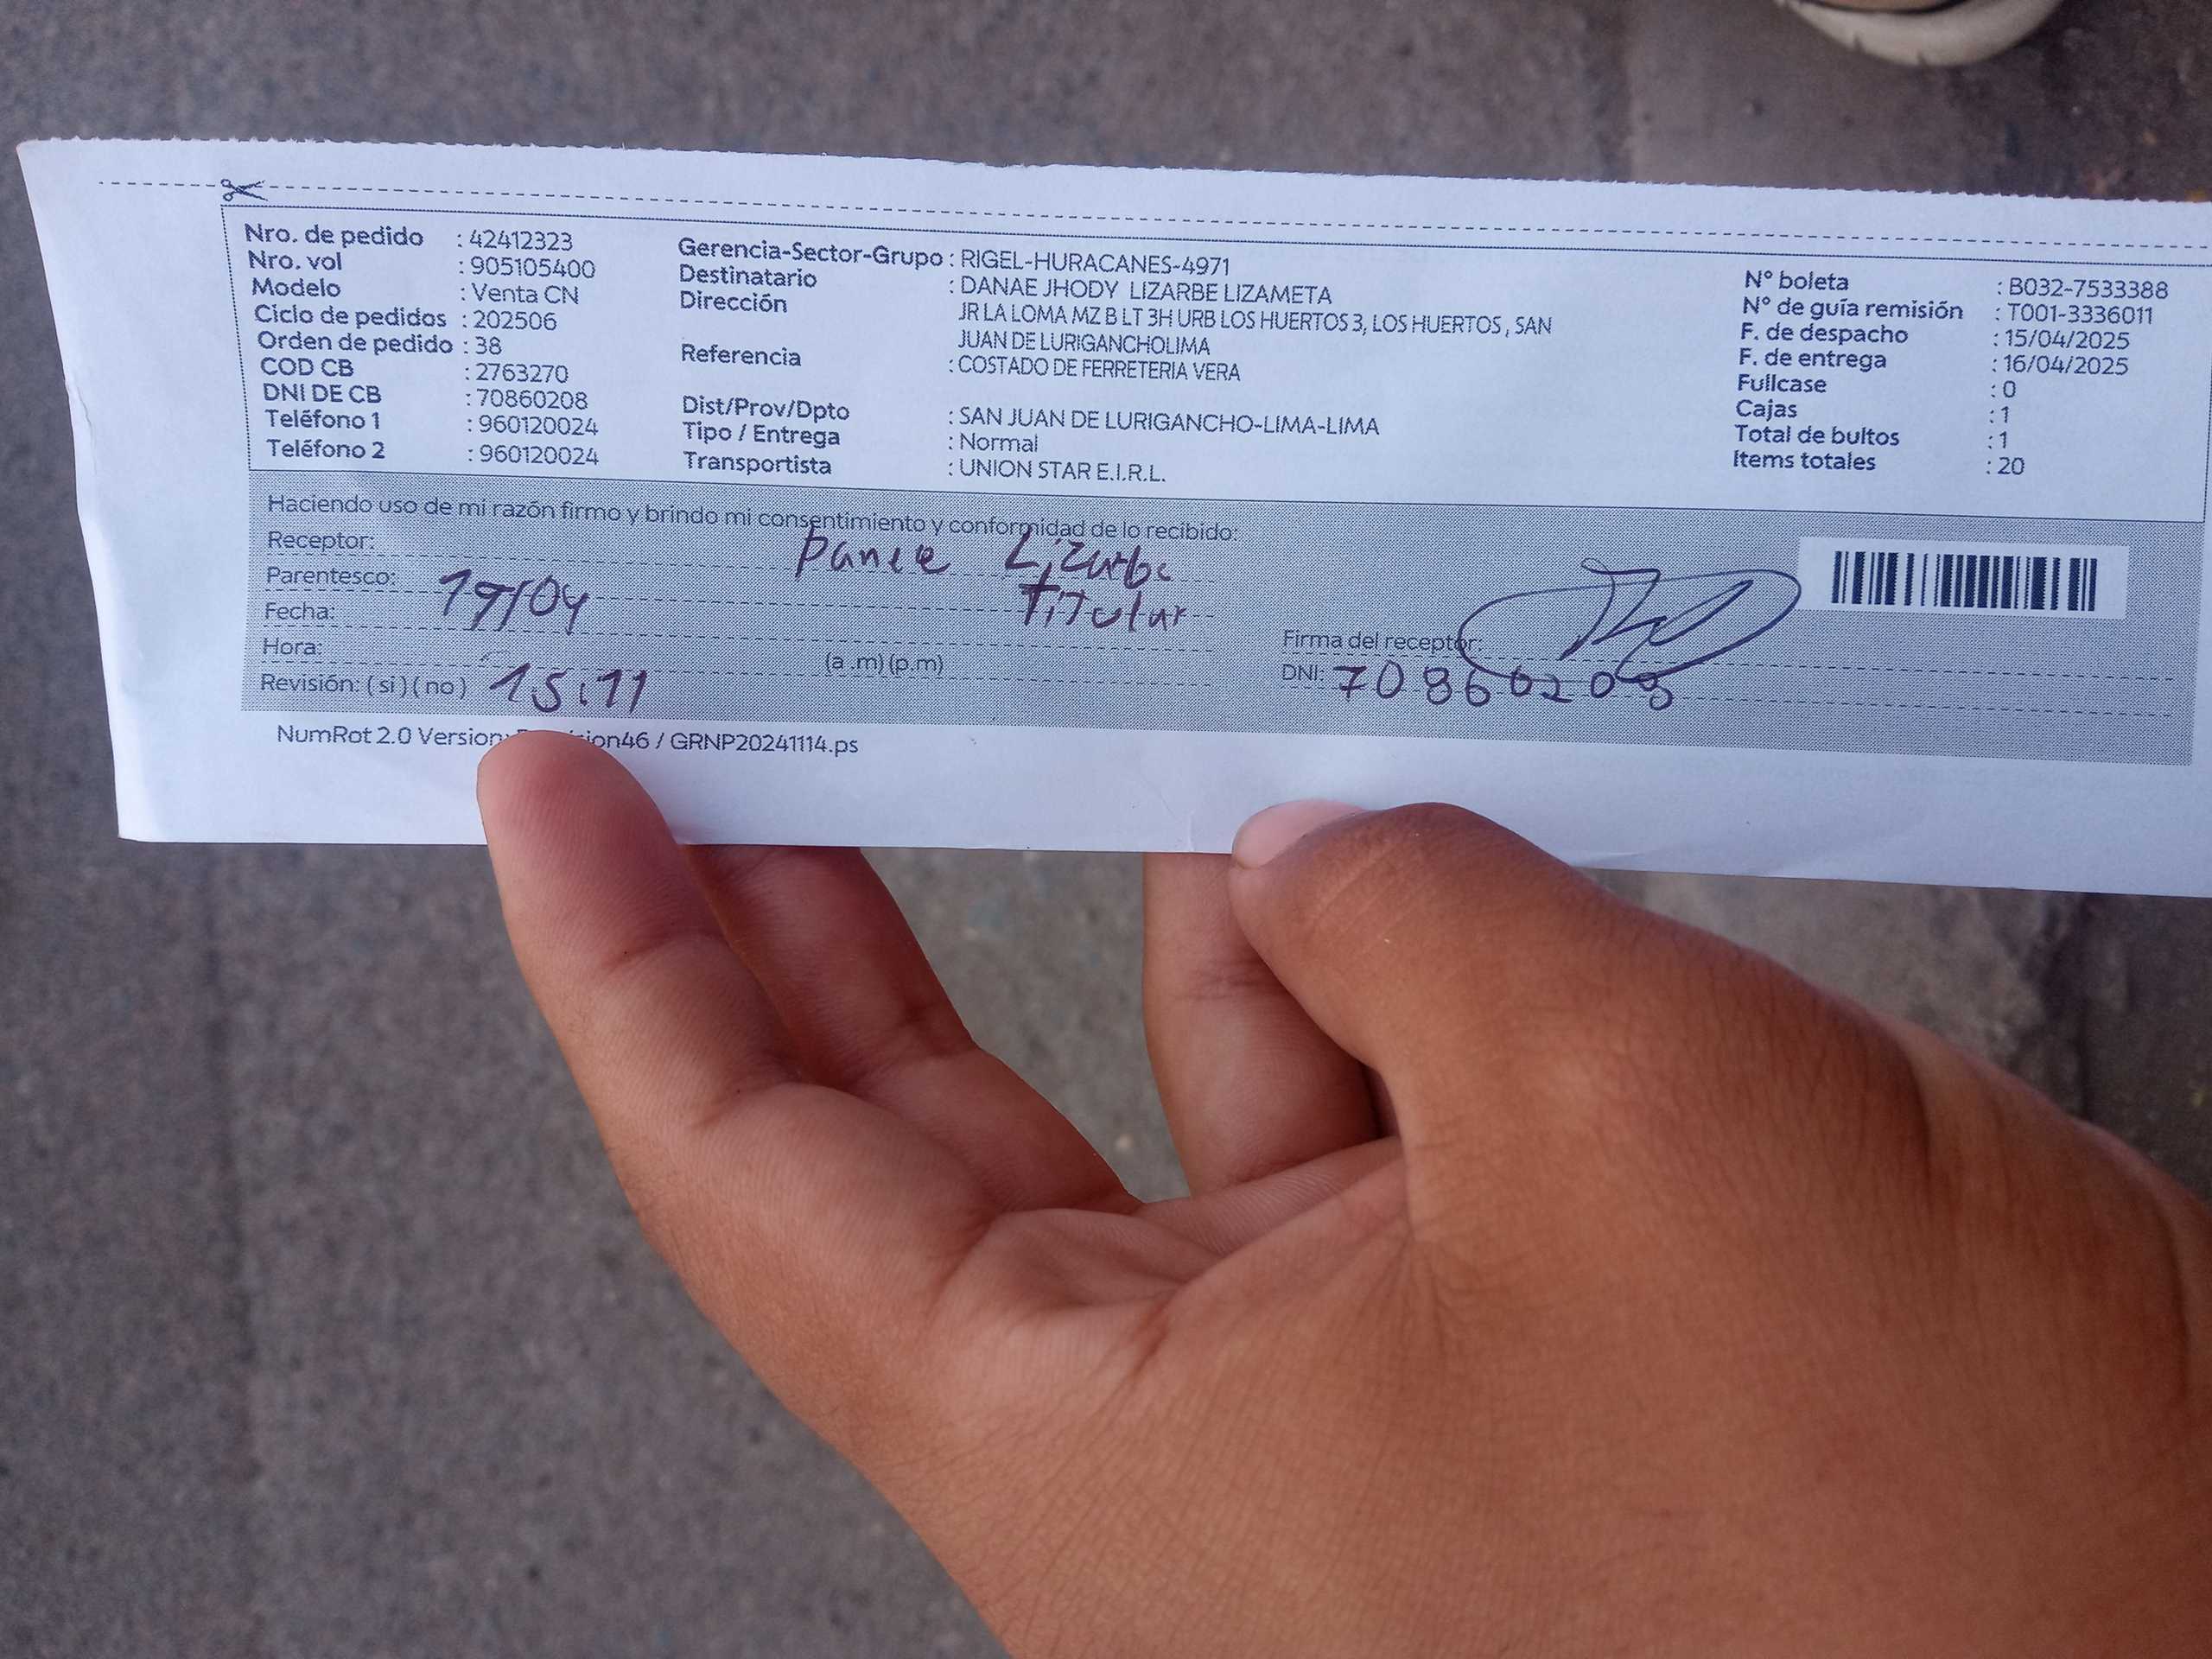 Nro. de pedido : 42412323
Nro. vol : 905105400
Modelo : Venta CN
Ciclo de pedidos : 202506
Orden de pedido : 38
COD CB : 2763270
DNI DE CB : 70860208
Teléfono 1 : 960120024
Teléfono 2 : 960120024
Gerencia-Sector-Grupo : RIGEL-HURACANES-4971
Destinatario : DANAE JHODY LIZARBE LIZAMETA
Dirección JR LA LOMA MZ B LT 3H URB LOS HUERTOS 3, LOS HUERTOS , SAN
JUAN DE LURIGANCHOLIMA
Referencia : COSTADO DE FERRETERIA VERA
Dist/Prov/Dpto : SAN JUAN DE LURIGANCHO-LIMA-LIMA
Tipo / Entrega : Normal
Transportista : UNION STAR E.I.R.L.
N° boleta : B032-7533388
N° de guía remisión : T001-3336011
F. de despacho : 15/04/2025
F. de entrega : 16/04/2025
Fullcase : 0
Cajas : 1
Total de bultos : 1
Items totales : 20
Haciendo uso de mi razón firmo y brindo mi consentimiento y conformidad de lo recibido:
Receptor: Lizarbe
Parentesco: Titular
Fecha:
Hora: (a .m) (p.m)
Revisión: ( si ) ( no ) 15:11
Firma del receptor:
DNI: 70860208
NumRot 2.0 / GRNP20241114.ps